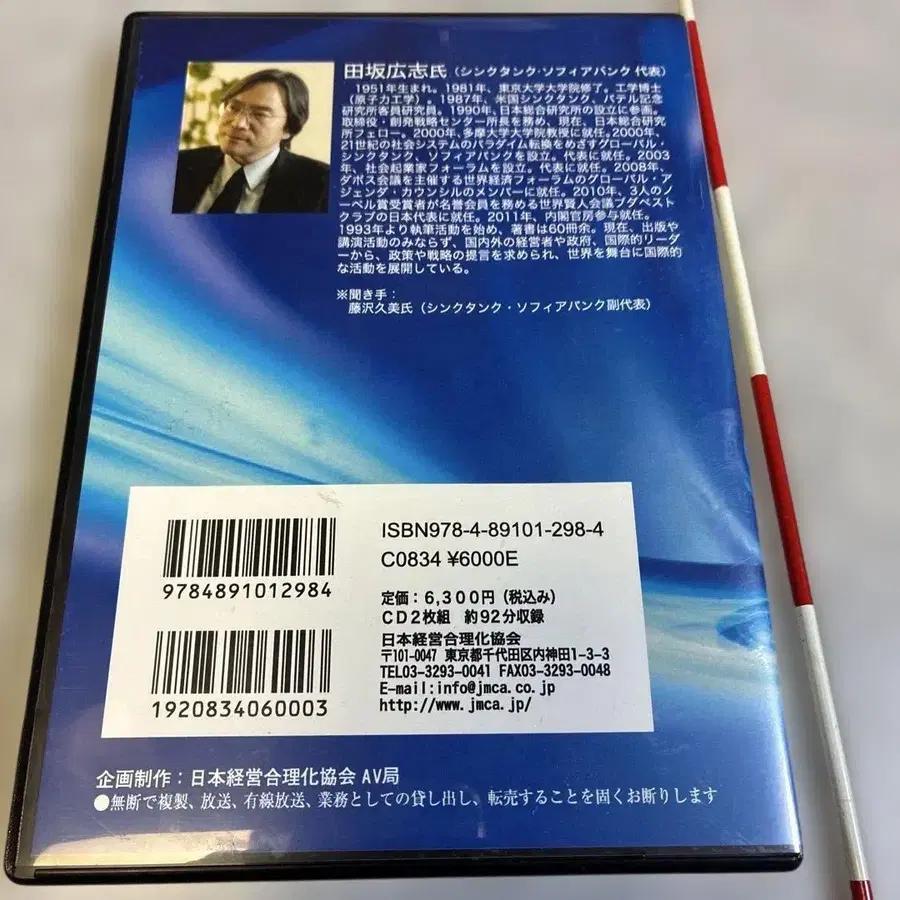 田坂広志氏（シンクタンク・ソフィアバンク 代表）
1951年生まれ。1981年、東京大学大学院修了。工学博士
（原子力工学）。1987年、米国シンクタンク、バテル記念
研究所客員研究員。1990年、日本総合研究所の設立に参画。
取締役・創発戦略センター所長を務め、現在、日本総合研究
所フェロー。2000年、多摩大学大学院教授に就任。2000年、
21世紀の社会システムのパラダイム転換をめざすグローバル・
シンクタンク、ソフィアバンクを設立。代表に就任。2003
年、社会起業家フォーラムを設立。代表に就任。2008年、
ダボス会議を主催する世界経済フォーラムのグローバル・ア
ジェンダ・カウンシルのメンバーに就任。2010年、3人のノ
ーベル賞受賞者が名誉会員を務める世界賢人会議ブダペスト
クラブの日本代表に就任。2011年、内閣官房参与就任。
1993年より執筆活動を始め、著書は60冊余。現在、出版や
講演活動のみならず、国内外の経営者や政府、国際的リーダ
ーから、政策や戦略の提言を求められ、世界を舞台に国際的
な活動を展開している。
※聞き手：
藤沢久美氏（シンクタンク・ソフィアバンク副代表）
ISBN978-4-89101-298-4
C0834 ¥6000E
9784891012984
定価：6,300円（税込み）
CD2枚組 約92分収録
日本経営合理化協会
〒101-0047 東京都千代田区内神田1-3-3
TEL03-3293-0041 FAX03-3293-0048
E-mail:info@jmca.co.jp
http://www.jmca.jp/
1920834060003
企画制作：日本経営合理化協会 AV局
●無断で複製、放送、有線放送、業務としての貸し出し、転売することを固くお断りします